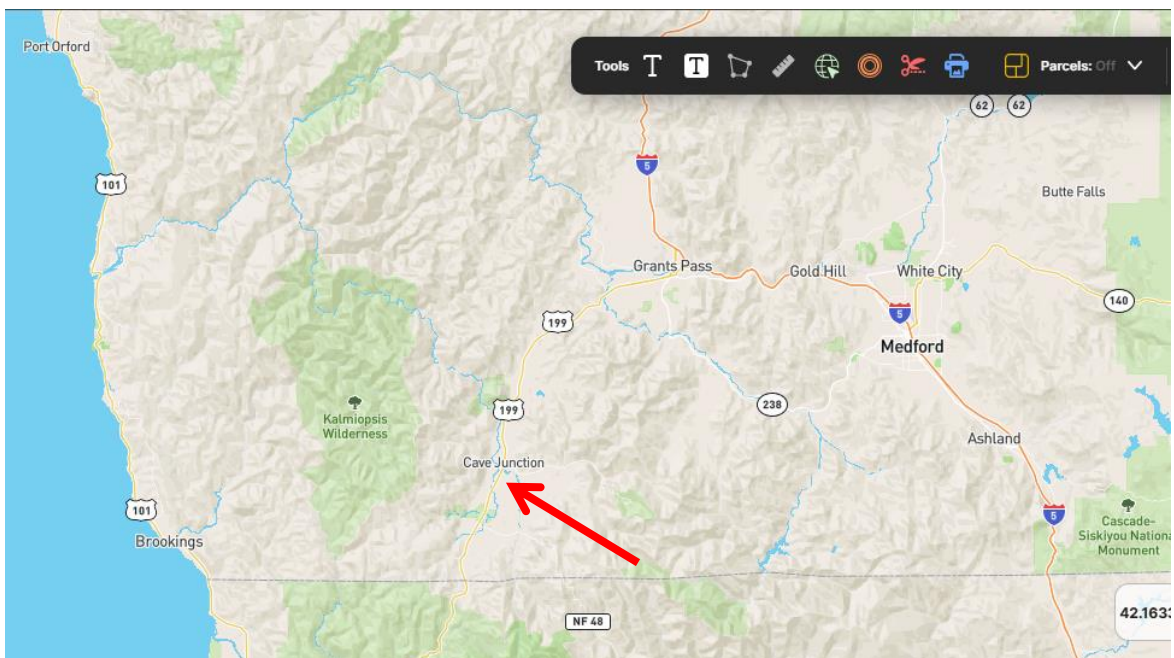 Port Orford
Tools T T Parcels: Off
62 62
5
101
Butte Falls
Grants Pass Gold Hill White City
140
199
5
Medford
Kalmiopsis
Wilderness
199
238
Ashland
Cave Junction
101
5
Cascade-
Siskiyou Nationa
Monument
Brookings
NF 48
42.1633